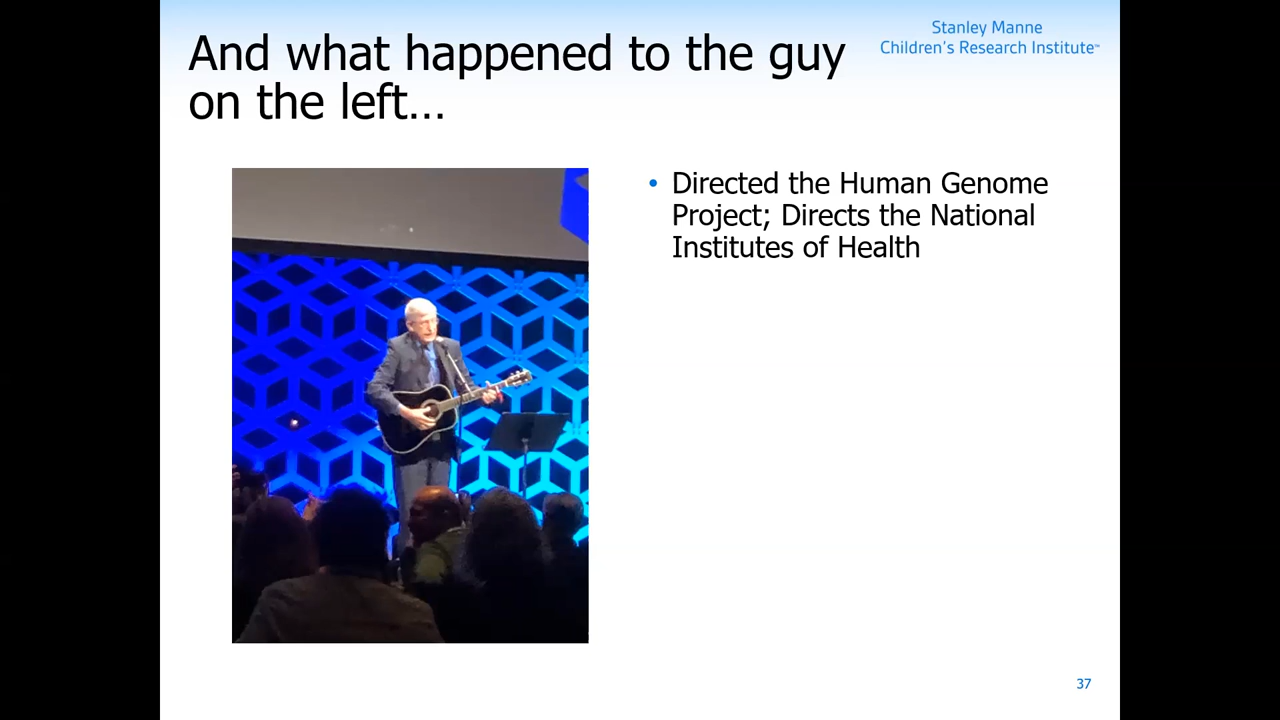 And what happened to the guy
on the left...
Stanley Manne
Children's Research Institute™
• Directed the Human Genome
Project; Directs the National
Institutes of Health
37